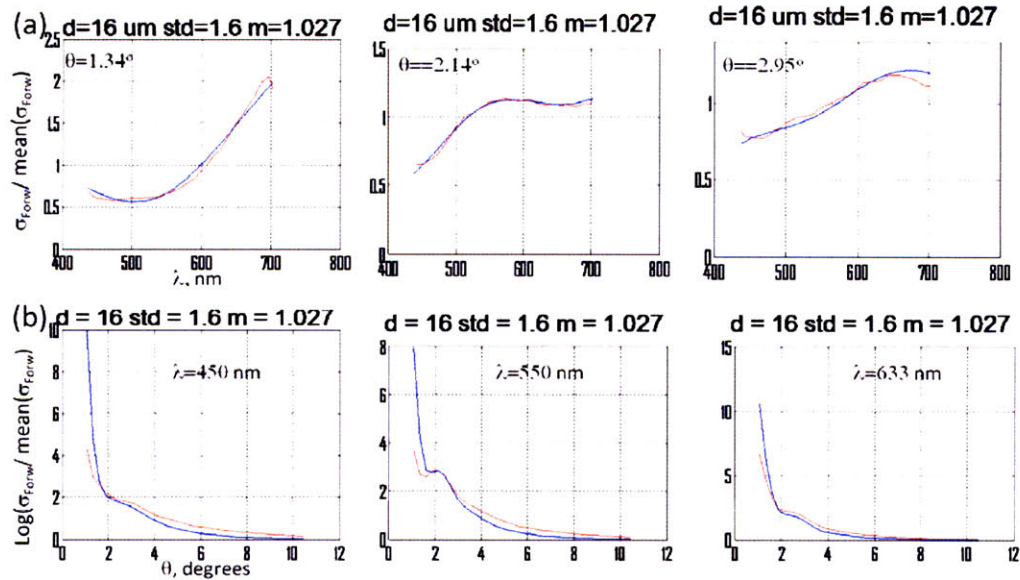 (a) d=16 um std=1.6 m=1.027
d=16 um std=1.6 m=1.027
d=16 um std=1.6 m=1.027
θ=1.34°
θ==2.14°
θ==2.95°
σForw/ mean(σForw)
2.5
2
1.5
1
0.5
0
400 500 600 700 800
λ, nm
1.5
1
0.5
0
400 500 600 700 800
1
0.5
0
400 500 600 700 800
(b) d = 16 std = 1.6 m = 1.027
d = 16 std = 1.6 m = 1.027
d = 16 std = 1.6 m = 1.027
λ=450 nm
λ=550 nm
λ=633 nm
Log(σForw/ mean(σForw)
10
8
6
4
2
0
0 2 4 6 8 10 12
θ, degrees
8
6
4
2
0
0 2 4 6 8 10 12
15
10
5
0
0 2 4 6 8 10 12